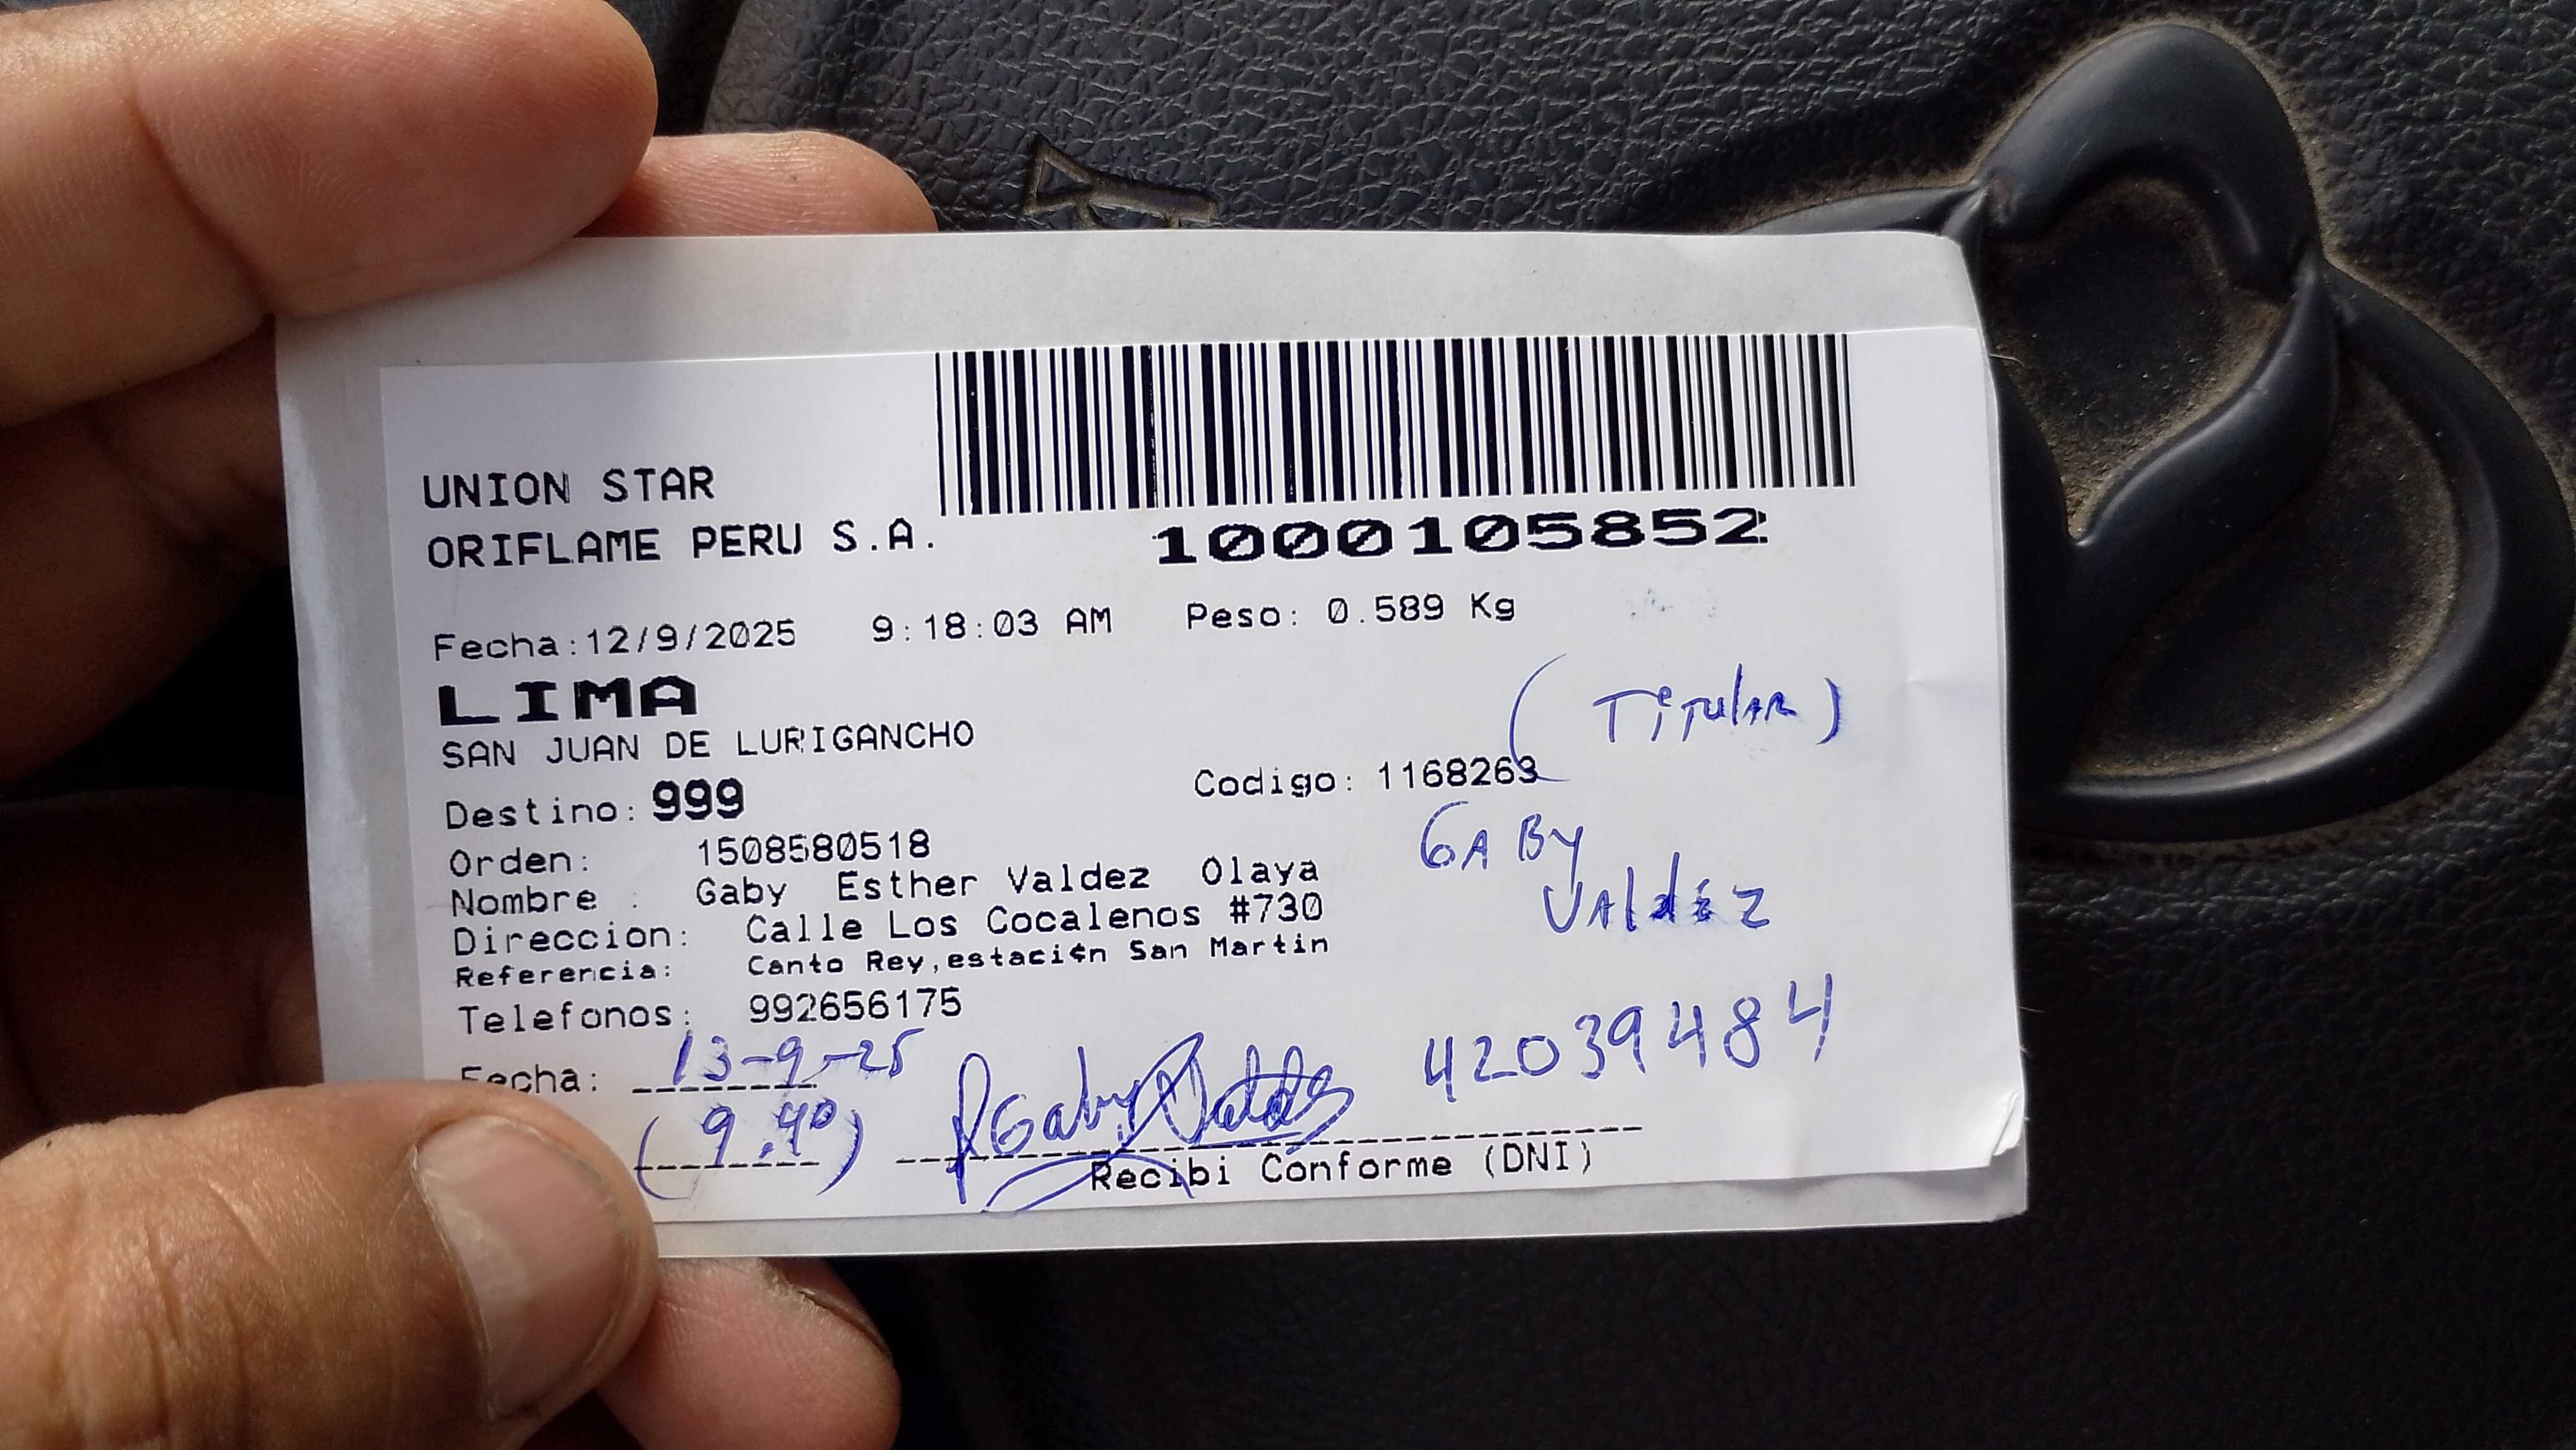 UNION STAR
ORIFLAME PERU S.A.
1000105852
Fecha:12/9/2025 9:18:03 AM Peso: 0.589 Kg
LIMA
SAN JUAN DE LURIGANCHO
(Titular)
Destino: 999 Codigo: 1168263
Orden: 1508580518
Nombre : Gaby Esther Valdez Olaya
GABy
Valdéz
Direccion: Calle Los Cocalenos #730
Referencia: Canto Rey,estaci¢n San Martin
Telefonos: 992656175
Fecha: 13-9-25
(9.40) Gaby Valdez 42039484
Recibi Conforme (DNI)